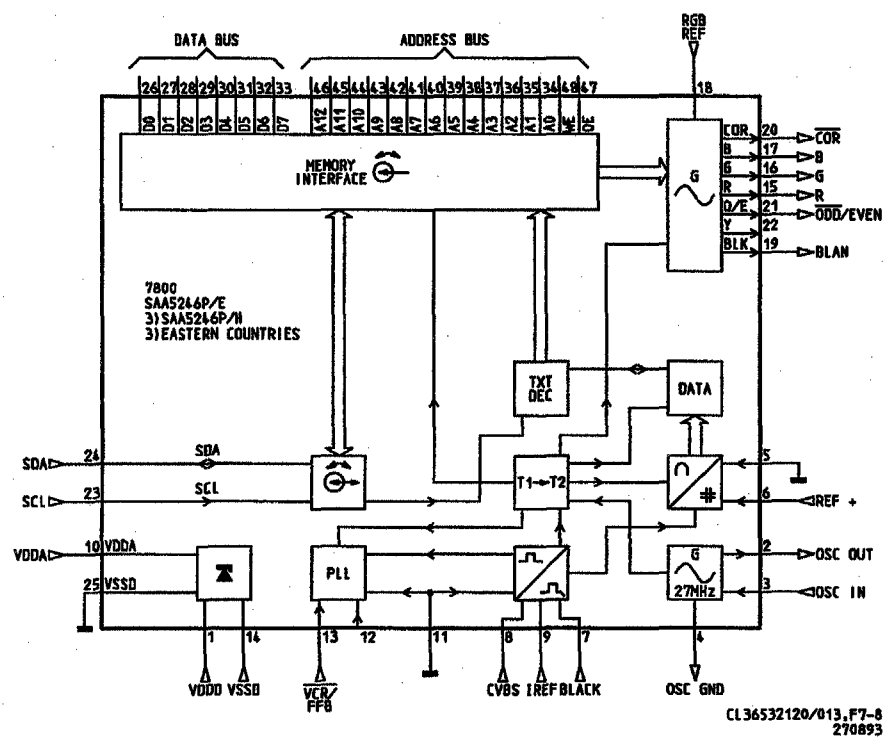 RGB
REF
DATA BUS
ADDRESS BUS
26 27 28 29 30 31 32 33 46 45 44 43 42 41 40 39 38 37 36 35 34 48 47 18
D0 D1 D2 D3 D4 D5 D6 D7 A12 A11 A10 A9 A8 A7 A6 A5 A4 A3 A2 A1 A0 WE OE
COR 20 COR
B 17 B
G 16 G
R 15 R
O/E 21 ODD/EVEN
Y 22
BLK 19 BLAN
MEMORY
INTERFACE
G
7800
SAA5246P/E
3)SAA5246P/H
3)EASTERN COUNTRIES
TXT
DEC
DATA
SDA 24 SDA
5
T1 T2
SCL 23 SCL
6 REF +
VDDA 10 VDDA
PLL
G
27MHz
2 OSC OUT
25 VSSD
3 OSC IN
1 14 13 12 11 8 9 7 4
VDDD VSSD VCR/
FFB
CVBS IREF BLACK OSC GND
CL36532120/013.F7-8
270893